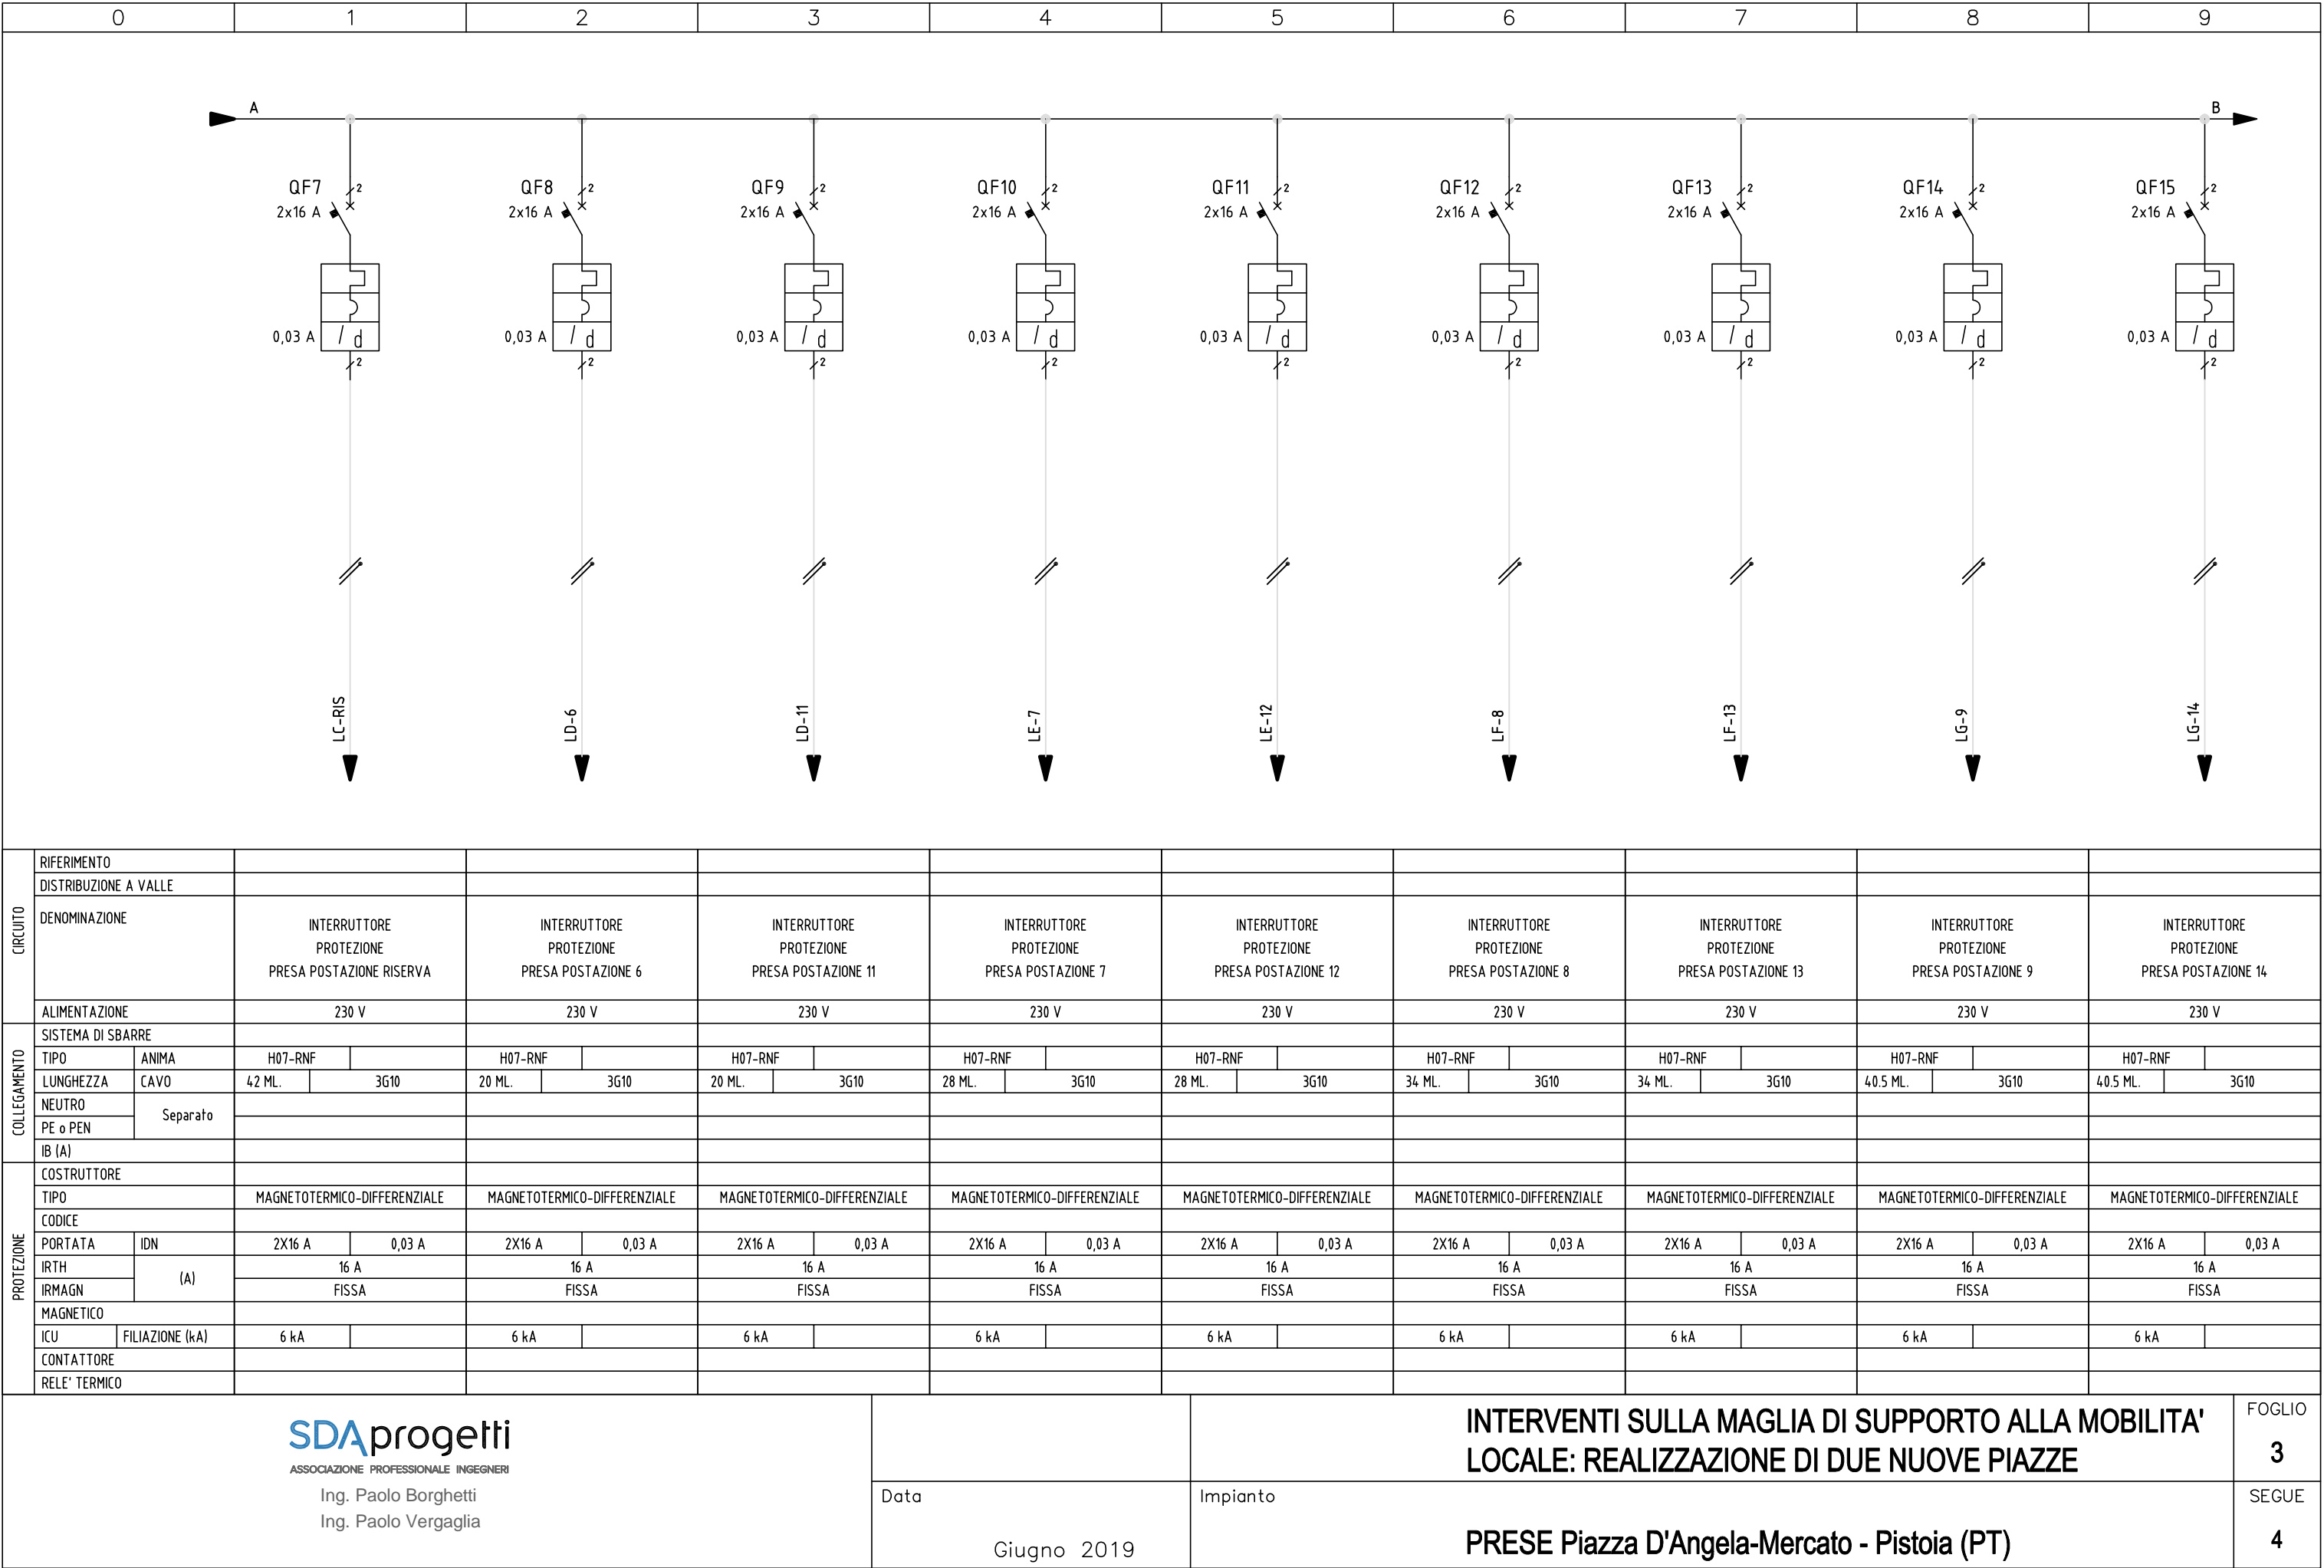 0 1 2 3 4 5 6 7 8 9
A B
QF7 2 QF8 2 QF9 2 QF10 2 QF11 2 QF12 2 QF13 2 QF14 2 QF15 2
2x16 A 2x16 A 2x16 A 2x16 A 2x16 A 2x16 A 2x16 A 2x16 A 2x16 A
0,03 A / d 0,03 A / d 0,03 A / d 0,03 A / d 0,03 A / d 0,03 A / d 0,03 A / d 0,03 A / d 0,03 A / d
2 2 2 2 2 2 2 2 2
LC-RIS LD-6 LD-11 LE-7 LE-12 LF-8 LF-13 LG-9 LG-14
CIRCUITO
RIFERIMENTO
DISTRIBUZIONE A VALLE
DENOMINAZIONE
INTERRUTTORE INTERRUTTORE INTERRUTTORE INTERRUTTORE INTERRUTTORE INTERRUTTORE INTERRUTTORE INTERRUTTORE INTERRUTTORE
PROTEZIONE PROTEZIONE PROTEZIONE PROTEZIONE PROTEZIONE PROTEZIONE PROTEZIONE PROTEZIONE PROTEZIONE
PRESA POSTAZIONE RISERVA PRESA POSTAZIONE 6 PRESA POSTAZIONE 11 PRESA POSTAZIONE 7 PRESA POSTAZIONE 12 PRESA POSTAZIONE 8 PRESA POSTAZIONE 13 PRESA POSTAZIONE 9 PRESA POSTAZIONE 14
ALIMENTAZIONE 230 V 230 V 230 V 230 V 230 V 230 V 230 V 230 V 230 V
COLLEGAMENTO
SISTEMA DI SBARRE
TIPO ANIMA H07-RNF H07-RNF H07-RNF H07-RNF H07-RNF H07-RNF H07-RNF H07-RNF H07-RNF
LUNGHEZZA CAVO 42 ML. 3G10 20 ML. 3G10 20 ML. 3G10 28 ML. 3G10 28 ML. 3G10 34 ML. 3G10 34 ML. 3G10 40.5 ML. 3G10 40.5 ML. 3G10
NEUTRO
Separato
PE o PEN
IB (A)
PROTEZIONE
COSTRUTTORE
TIPO MAGNETOTERMICO-DIFFERENZIALE MAGNETOTERMICO-DIFFERENZIALE MAGNETOTERMICO-DIFFERENZIALE MAGNETOTERMICO-DIFFERENZIALE MAGNETOTERMICO-DIFFERENZIALE MAGNETOTERMICO-DIFFERENZIALE MAGNETOTERMICO-DIFFERENZIALE MAGNETOTERMICO-DIFFERENZIALE MAGNETOTERMICO-DIFFERENZIALE
CODICE
PORTATA IDN 2X16 A 0,03 A 2X16 A 0,03 A 2X16 A 0,03 A 2X16 A 0,03 A 2X16 A 0,03 A 2X16 A 0,03 A 2X16 A 0,03 A 2X16 A 0,03 A 2X16 A 0,03 A
IRTH 16 A 16 A 16 A 16 A 16 A 16 A 16 A 16 A 16 A
(A)
IRMAGN FISSA FISSA FISSA FISSA FISSA FISSA FISSA FISSA FISSA
MAGNETICO
ICU FILIAZIONE (kA) 6 kA 6 kA 6 kA 6 kA 6 kA 6 kA 6 kA 6 kA 6 kA
CONTATTORE
RELE' TERMICO
SDAprogetti
ASSOCIAZIONE PROFESSIONALE INGEGNERI
Ing. Paolo Borghetti
Ing. Paolo Vergaglia
Data
Giugno 2019
INTERVENTI SULLA MAGLIA DI SUPPORTO ALLA MOBILITA'
LOCALE: REALIZZAZIONE DI DUE NUOVE PIAZZE
Impianto
PRESE Piazza D'Angela-Mercato - Pistoia (PT)
FOGLIO
3
SEGUE
4